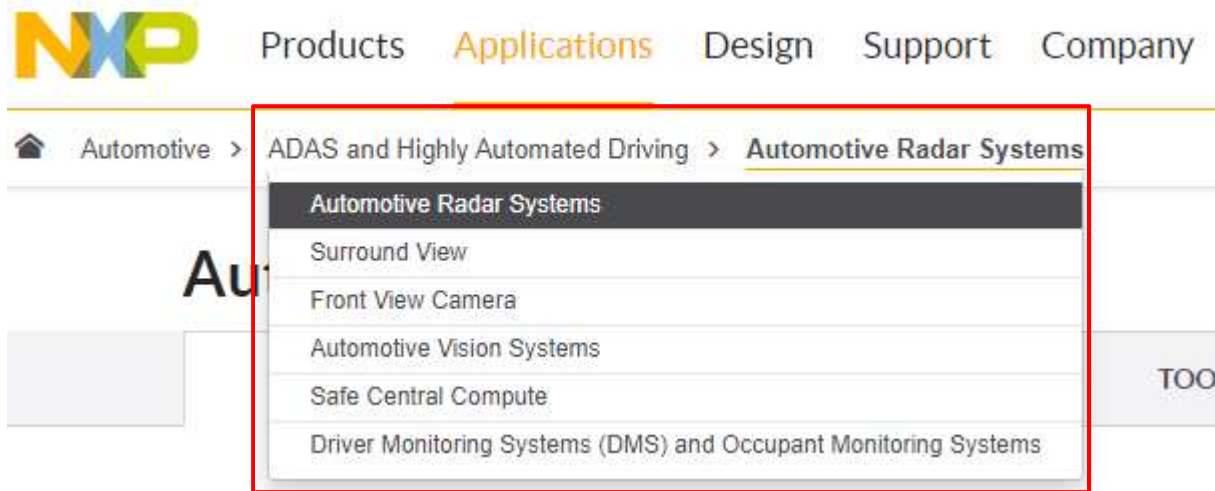 NXP Products Applications Design Support Company
Automotive > ADAS and Highly Automated Driving > Automotive Radar Systems
Automotive Radar Systems
Surround View
Au
Front View Camera
Automotive Vision Systems
TOO
Safe Central Compute
Driver Monitoring Systems (DMS) and Occupant Monitoring Systems